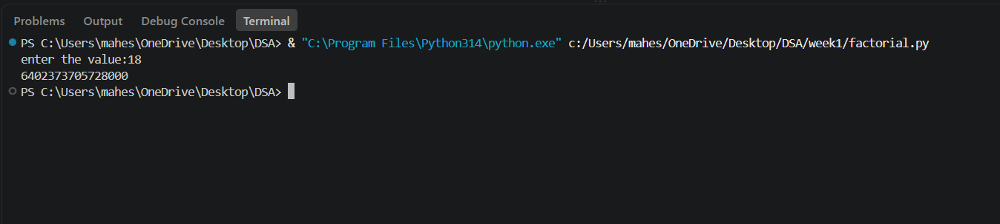 Problems Output Debug Console Terminal
PS C:\Users\mahes\OneDrive\Desktop\DSA> & "C:\Program Files\Python314\python.exe" c:/Users/mahes/OneDrive/Desktop/DSA/week1/factorial.py
enter the value:18
6402373705728000
PS C:\Users\mahes\OneDrive\Desktop\DSA>